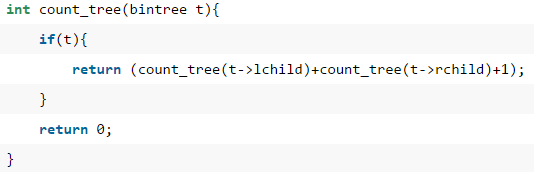 int count_tree(bintree t){
    if(t){
        return (count_tree(t->lchild)+count_tree(t->rchild)+1);
    }
    return 0;
}